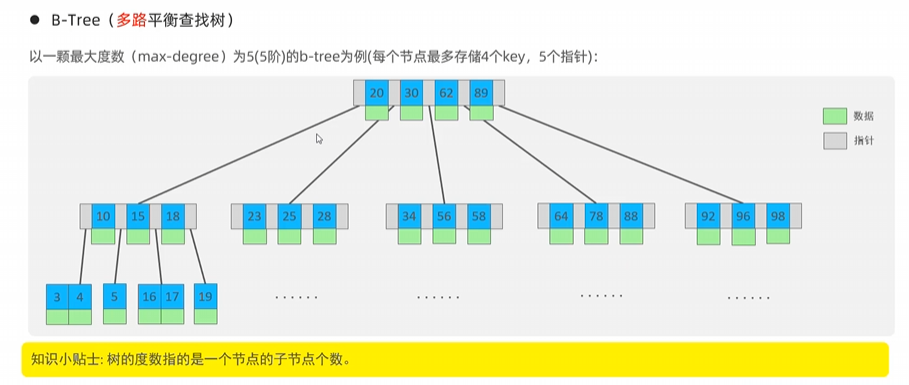 ● B-Tree（多路平衡查找树）
以一颗最大度数（max-degree）为5(5阶)的b-tree为例(每个节点最多存储4个key，5个指针)：
20 30 62 89
数据
指针
10 15 18 23 25 28 34 56 58 64 78 88 92 96 98
3 4 5 16 17 19 ······ ······ ······ ······
知识小贴士: 树的度数指的是一个节点的子节点个数。